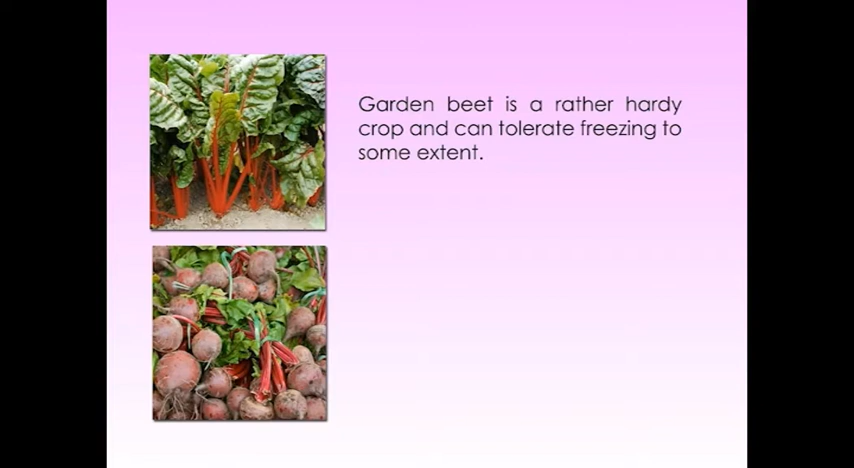 Garden beet is a rather hardy
crop and can tolerate freezing to
some extent.